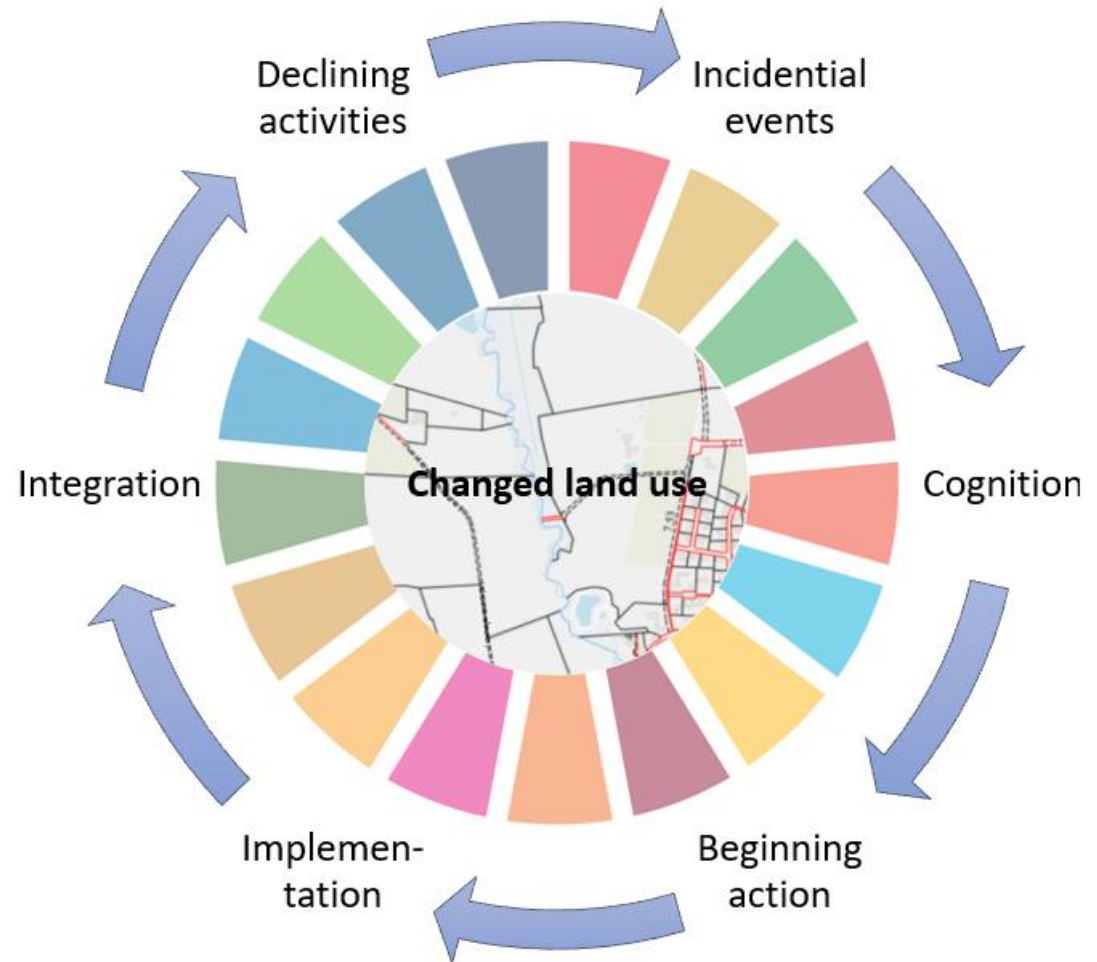 Declining
activities
Incidential
events
Integration
Changed land use
Cognition
Implemen-
tation
Beginning
action